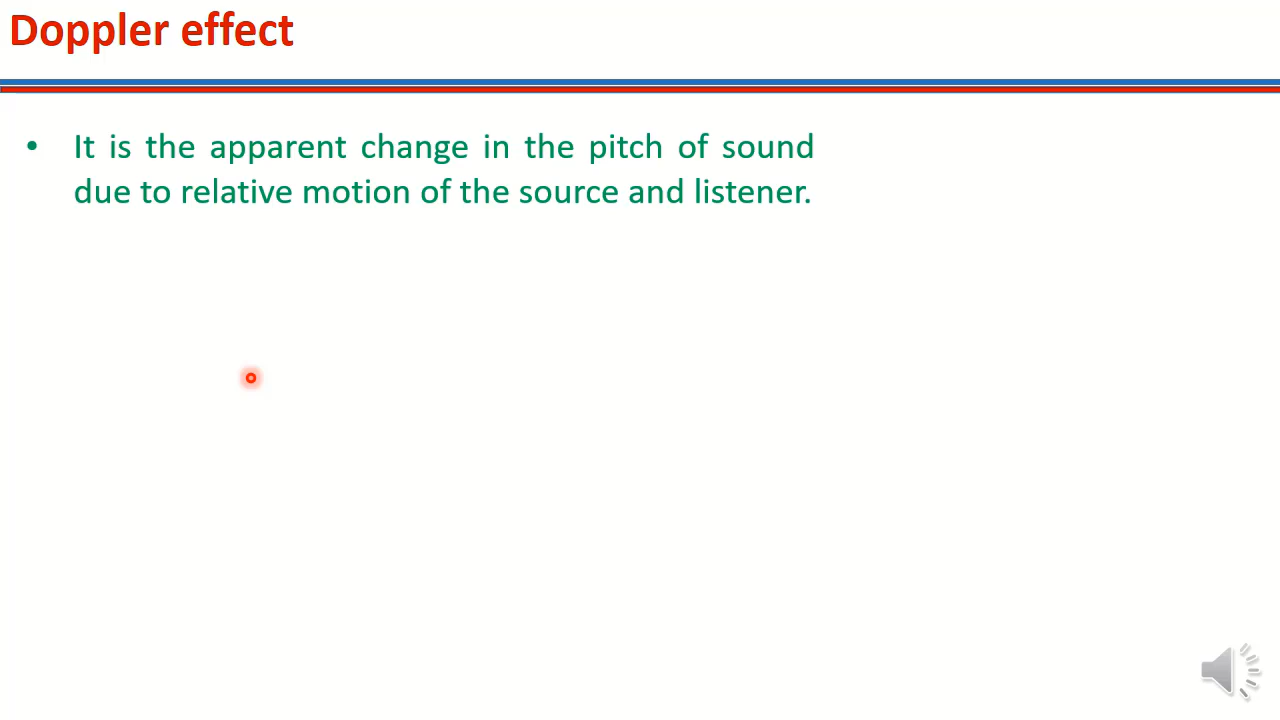 Doppler effect
• It is the apparent change in the pitch of sound
due to relative motion of the source and listener.